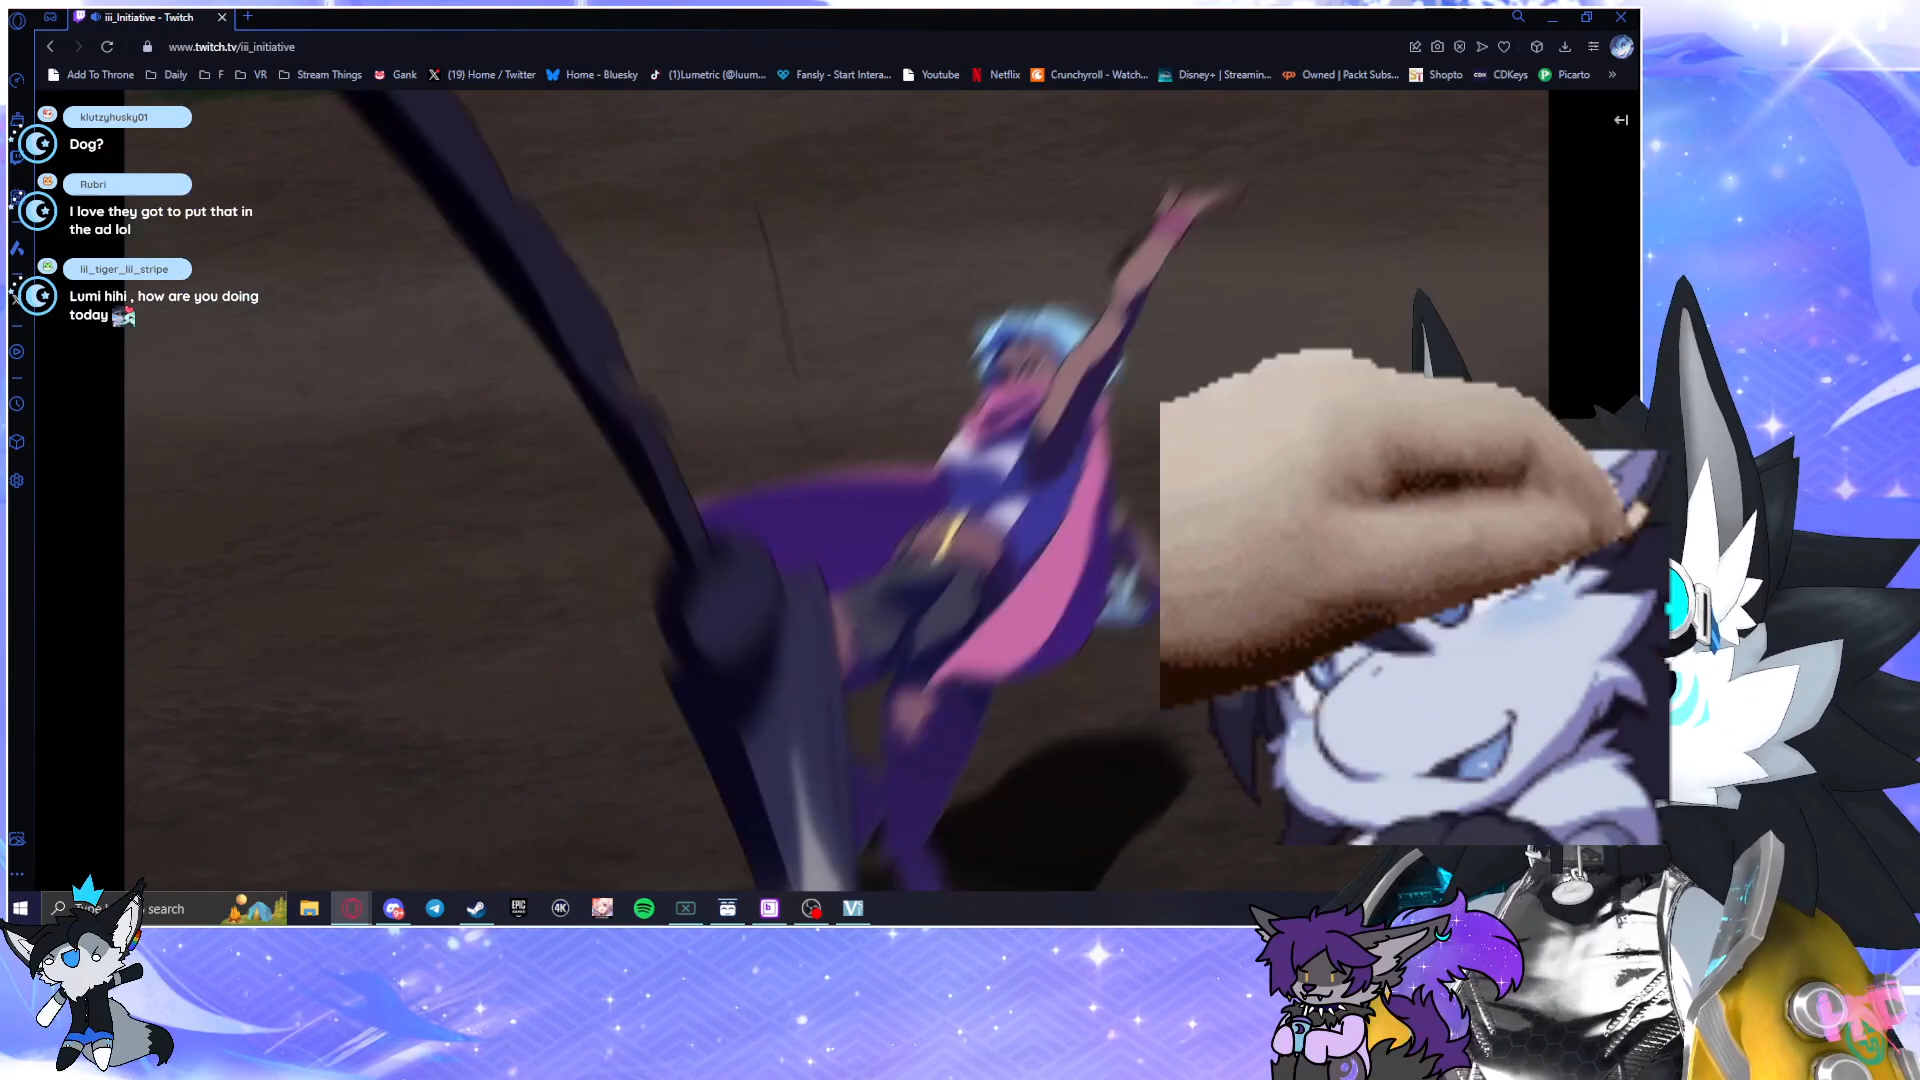 iii_Initiative - Twitch
www.twitch.tv/iii_initiative
Add To Throne
Daily
F
VR
Stream Things
Gank
(19) Home / Twitter
Home - Bluesky
(1)Lumetric (@luum...
Fansly - Start Intera...
Youtube
Netflix
Crunchyroll - Watch...
Disney+ | Streamin...
Owned | Packt Subs...
Shopto
CDKeys
Picarto
klutzyhusky01
Dog?
Rubri
I love they got to put that in
the ad lol
lil_tiger_lil_stripe
Lumi hihi , how are you doing
today
search
EPIC
GAMES
4K